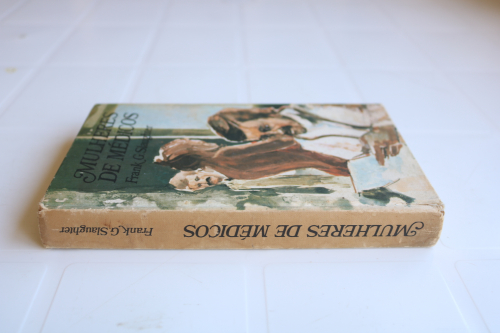 MULHERES
DE MÉDICOS
Frank G. Slaughter
MULHERES DE MÉDICOS
Frank G. Slaughter